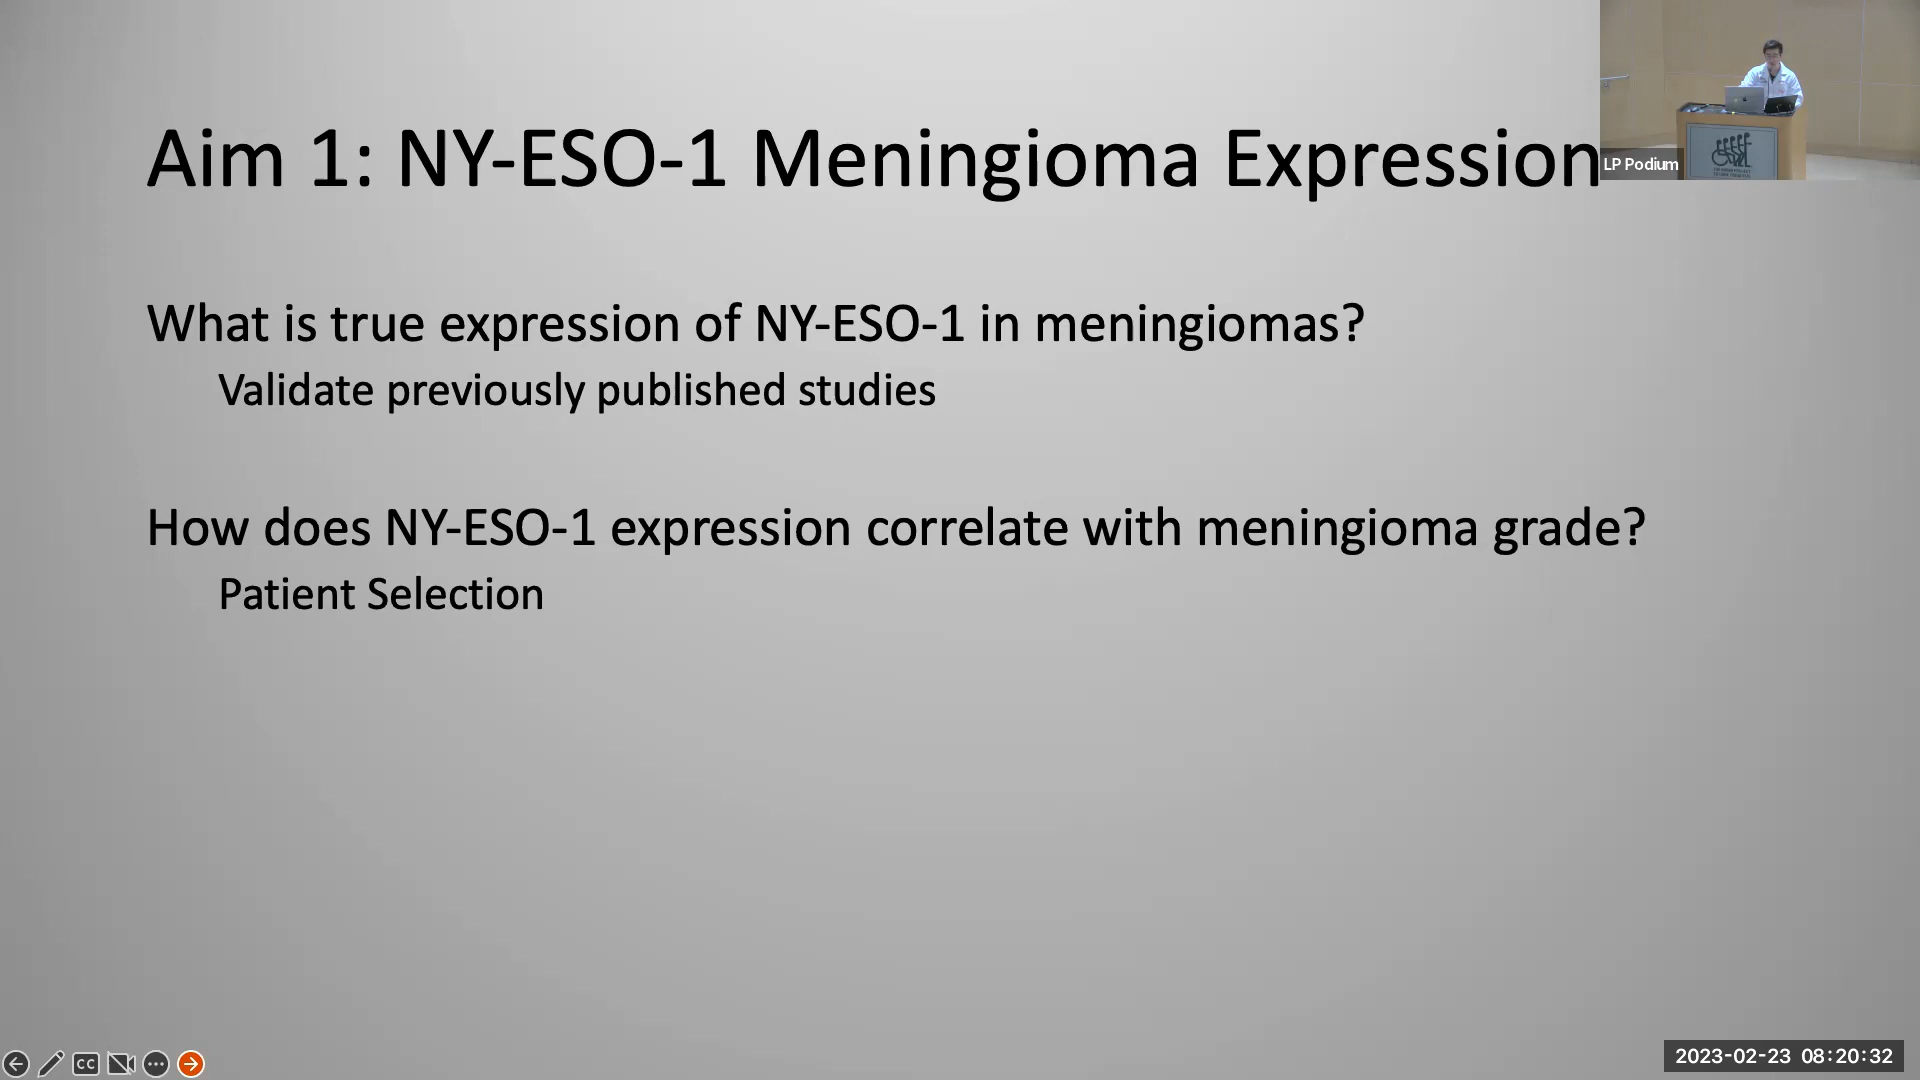 Aim 1: NY-ESO-1 Meningioma Expression
LP Podium
What is true expression of NY-ESO-1 in meningiomas?
Validate previously published studies
How does NY-ESO-1 expression correlate with meningioma grade?
Patient Selection
CC
2023-02-23 08:20:32